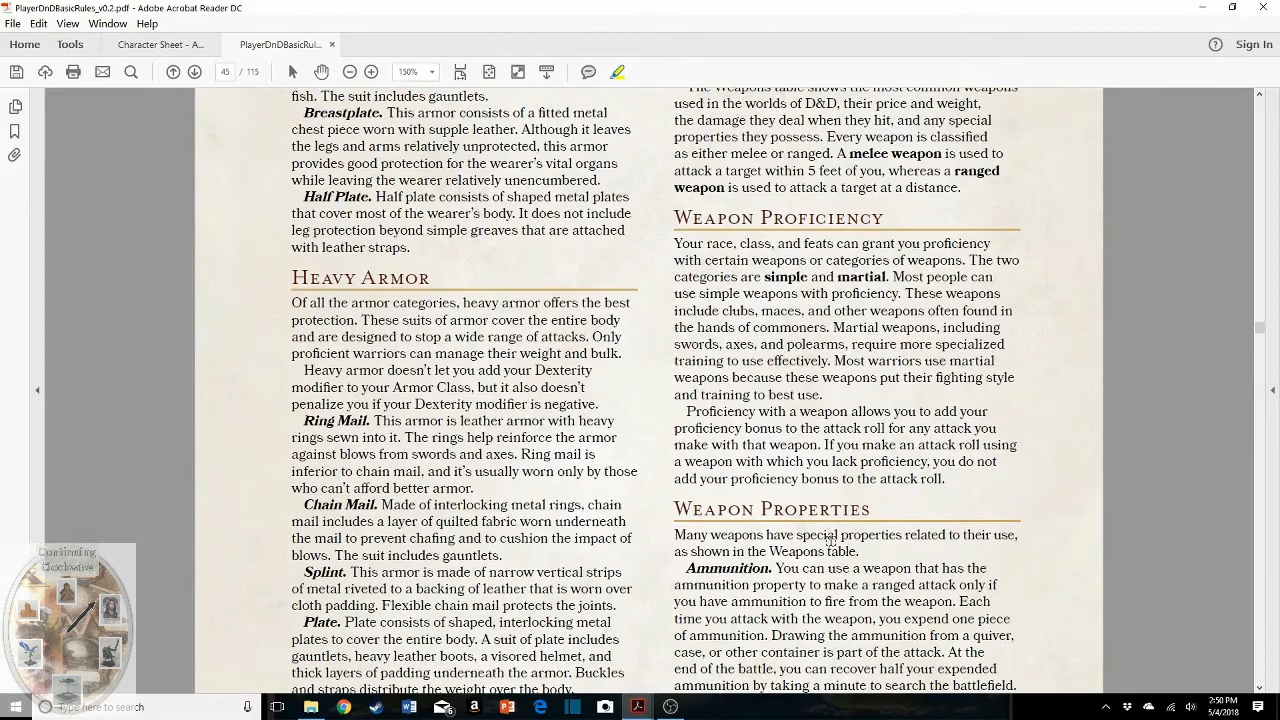 PlayerDnDBasicRules_v0.2.pdf - Adobe Acrobat Reader DC
File Edit View Window Help
Home Tools Character Sheet - A... PlayerDnDBasicRul... × Sign In
45 / 115 150%
fish. The suit includes gauntlets.
Breastplate. This armor consists of a fitted metal
chest piece worn with supple leather. Although it leaves
the legs and arms relatively unprotected, this armor
provides good protection for the wearer's vital organs
while leaving the wearer relatively unencumbered.
Half Plate. Half plate consists of shaped metal plates
that cover most of the wearer's body. It does not include
leg protection beyond simple greaves that are attached
with leather straps.
Heavy Armor
Of all the armor categories, heavy armor offers the best
protection. These suits of armor cover the entire body
and are designed to stop a wide range of attacks. Only
proficient warriors can manage their weight and bulk.
Heavy armor doesn't let you add your Dexterity
modifier to your Armor Class, but it also doesn't
penalize you if your Dexterity modifier is negative.
Ring Mail. This armor is leather armor with heavy
rings sewn into it. The rings help reinforce the armor
against blows from swords and axes. Ring mail is
inferior to chain mail, and it's usually worn only by those
who can't afford better armor.
Chain Mail. Made of interlocking metal rings, chain
mail includes a layer of quilted fabric worn underneath
the mail to prevent chafing and to cushion the impact of
blows. The suit includes gauntlets.
Splint. This armor is made of narrow vertical strips
of metal riveted to a backing of leather that is worn over
cloth padding. Flexible chain mail protects the joints.
Plate. Plate consists of shaped, interlocking metal
plates to cover the entire body. A suit of plate includes
gauntlets, heavy leather boots, a visored helmet, and
thick layers of padding underneath the armor. Buckles
and straps distribute the weight over the body.
The Weapons table shows the most common weapons
used in the worlds of D&D, their price and weight,
the damage they deal when they hit, and any special
properties they possess. Every weapon is classified
as either melee or ranged. A melee weapon is used to
attack a target within 5 feet of you, whereas a ranged
weapon is used to attack a target at a distance.
Weapon Proficiency
Your race, class, and feats can grant you proficiency
with certain weapons or categories of weapons. The two
categories are simple and martial. Most people can
use simple weapons with proficiency. These weapons
include clubs, maces, and other weapons often found in
the hands of commoners. Martial weapons, including
swords, axes, and polearms, require more specialized
training to use effectively. Most warriors use martial
weapons because these weapons put their fighting style
and training to best use.
Proficiency with a weapon allows you to add your
proficiency bonus to the attack roll for any attack you
make with that weapon. If you make an attack roll using
a weapon with which you lack proficiency, you do not
add your proficiency bonus to the attack roll.
Weapon Properties
Many weapons have special properties related to their use,
as shown in the Weapons table.
Ammunition. You can use a weapon that has the
ammunition property to make a ranged attack only if
you have ammunition to fire from the weapon. Each
time you attack with the weapon, you expend one piece
of ammunition. Drawing the ammunition from a quiver,
case, or other container is part of the attack. At the
end of the battle, you can recover half your expended
ammunition by taking a minute to search the battlefield.
Continuing
Clockwise
Type here to search
2:50 PM
5/4/2018